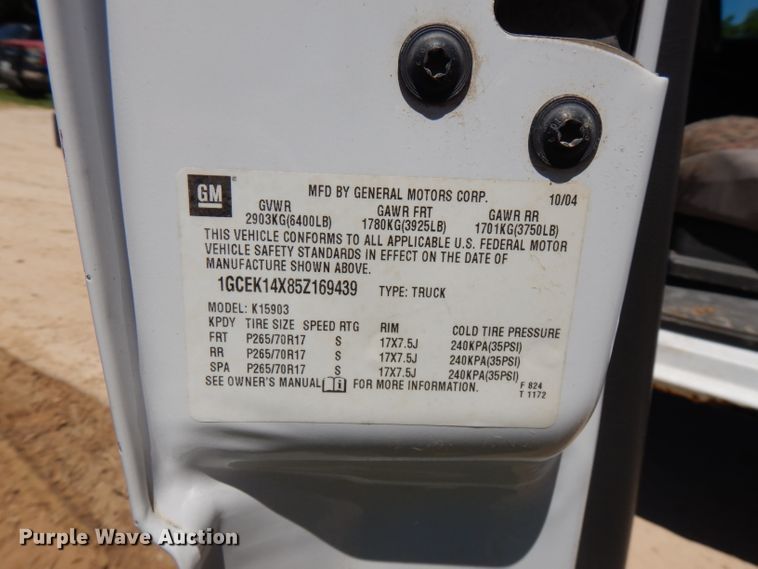 GM
MFD BY GENERAL MOTORS CORP. 10/04
GVWR GAWR FRT GAWR RR
2903KG(6400LB) 1780KG(3925LB) 1701KG(3750LB)
THIS VEHICLE CONFORMS TO ALL APPLICABLE U.S. FEDERAL MOTOR
VEHICLE SAFETY STANDARDS IN EFFECT ON THE DATE OF
MANUFACTURE SHOWN ABOVE.
1GCEK14X85Z169439 TYPE: TRUCK
MODEL: K15903
KPDY TIRE SIZE SPEED RTG RIM COLD TIRE PRESSURE
FRT P265/70R17 S 17X7.5J 240KPA(35PSI)
RR P265/70R17 S 17X7.5J 240KPA(35PSI)
SPA P265/70R17 S 17X7.5J 240KPA(35PSI)
SEE OWNER'S MANUAL FOR MORE INFORMATION.
F 824
T 1172
Purple Wave Auction